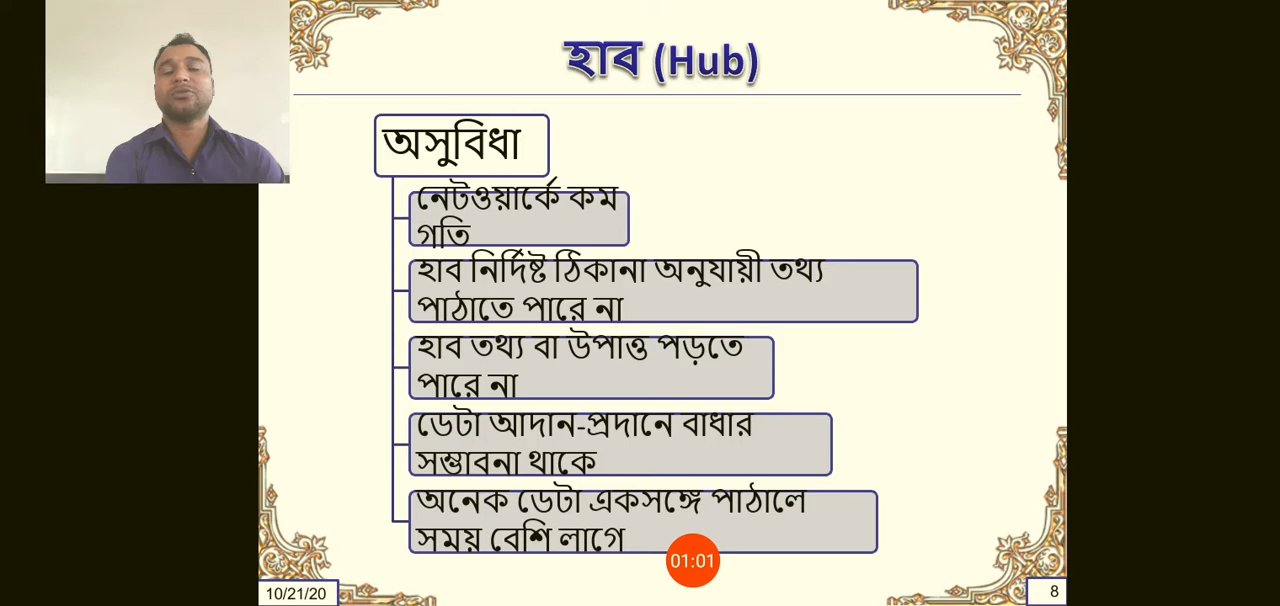 হাব (Hub)
অসুবিধা
নেটওয়ার্কে কম
গতি
হাব নির্দিষ্ট ঠিকানা অনুযায়ী তথ্য
পাঠাতে পারে না
হাব তথ্য বা উপাত্ত পড়তে
পারে না
ডেটা আদান-প্রদানে বাধার
সম্ভাবনা থাকে
অনেক ডেটা একসঙ্গে পাঠালে
সময় বেশি লাগে
01:01
10/21/20
8